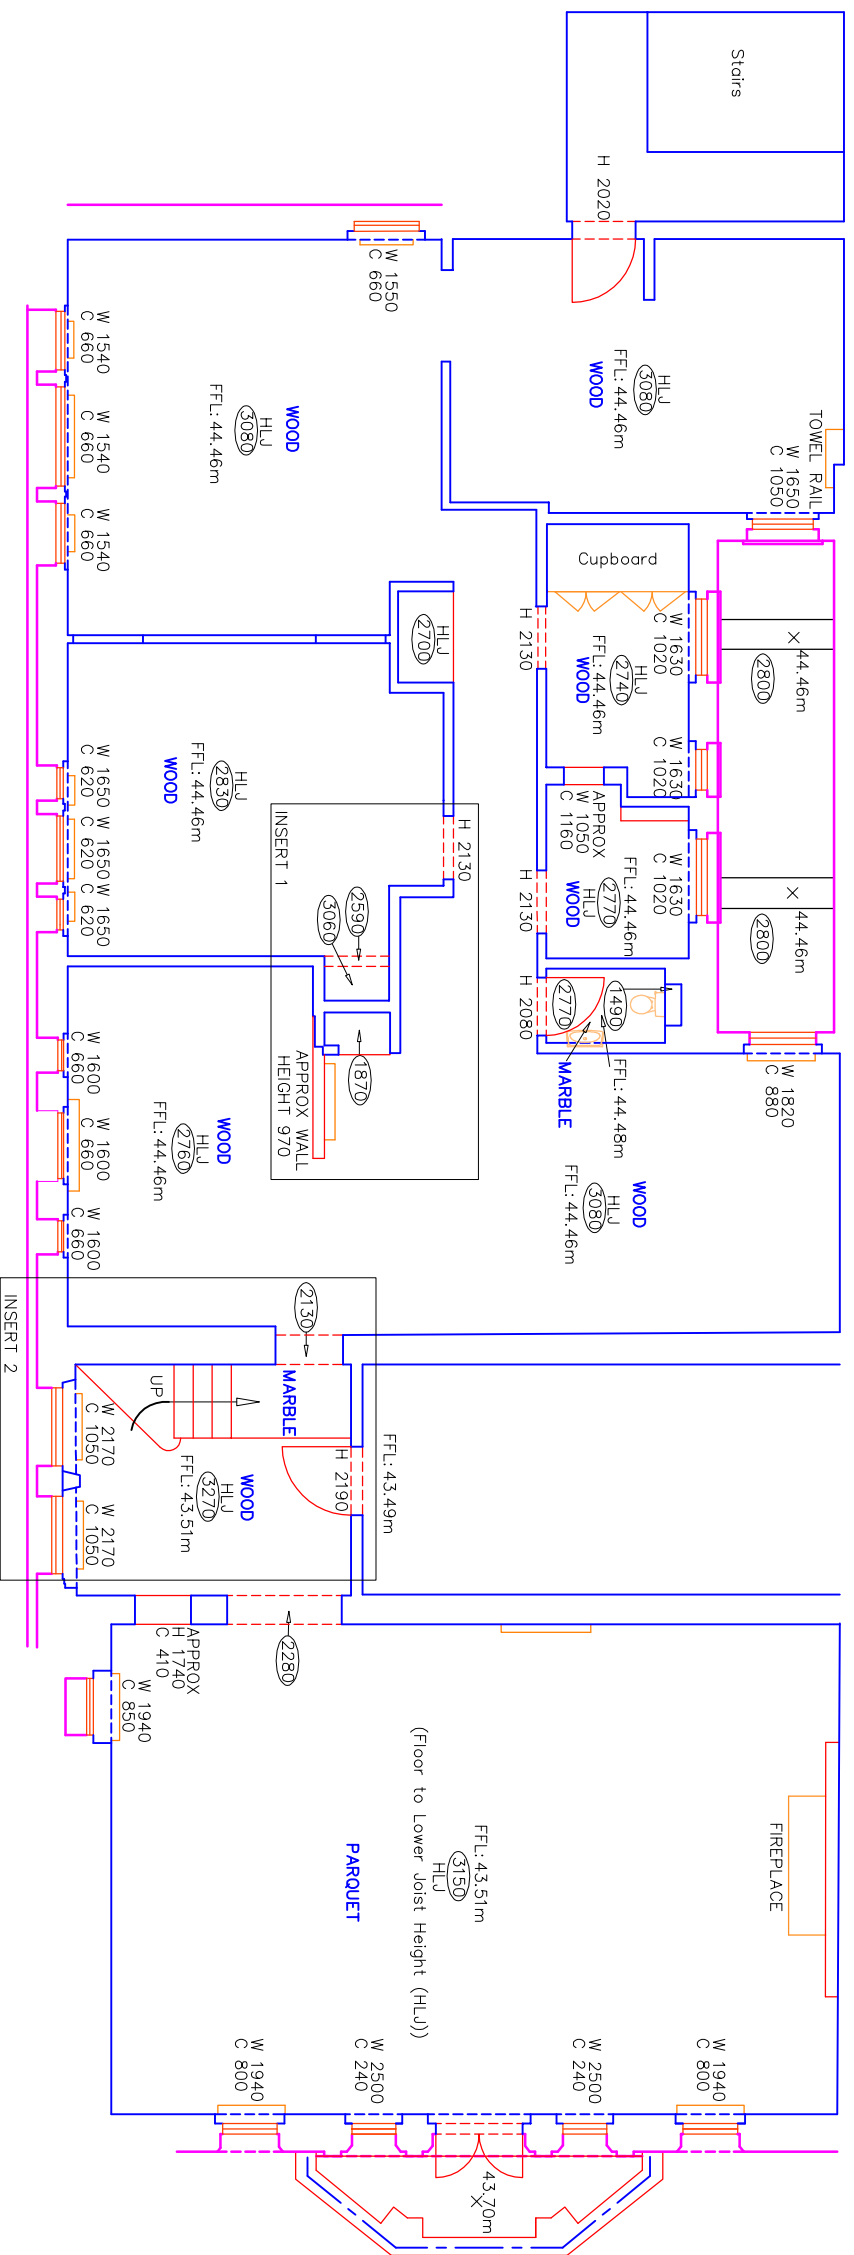 Stairs
H 2020
W 1550
C 660
HLJ
3080
FFL: 44.46m
WOOD
TOWEL RAIL
W 1650
C 1050
W 1540
C 660
W 1540
C 660
W 1540
C 660
WOOD
HLJ
3080
FFL: 44.46m
Cupboard
H 2130
HLJ
2700
W 1630
C 1020
HLJ
2740
FFL: 44.46m
WOOD
44.46m
2800
W 1630
C 1020
APPROX
W 1050
C 1160
W 1630
C 1020
FFL: 44.46m
2770
HLJ
WOOD
H 2130
44.46m
2800
HLJ
2830
FFL: 44.46m
WOOD
W 1650
C 620
W 1650
C 620
W 1650
C 620
INSERT 1
H 2130
2590
3060
1870
APPROX WALL
HEIGHT 970
H 2080
2770
1490
FFL: 44.48m
MARBLE
W 1820
C 880
W 1600
C 660
W 1600
C 660
W 1600
C 660
WOOD
HLJ
2760
FFL: 44.46m
WOOD
HLJ
3080
FFL: 44.46m
INSERT 2
2130
MARBLE
UP
FFL: 43.49m
H 2190
WOOD
HLJ
3270
FFL: 43.51m
W 2170
C 1050
W 2170
C 1050
2280
APPROX
H 1740
C 410
W 1940
C 850
FIREPLACE
FFL: 43.51m
3150
HLJ
(Floor to Lower Joist Height (HLJ))
PARQUET
W 1940
C 800
W 2500
C 240
W 2500
C 240
W 1940
C 800
43.70m